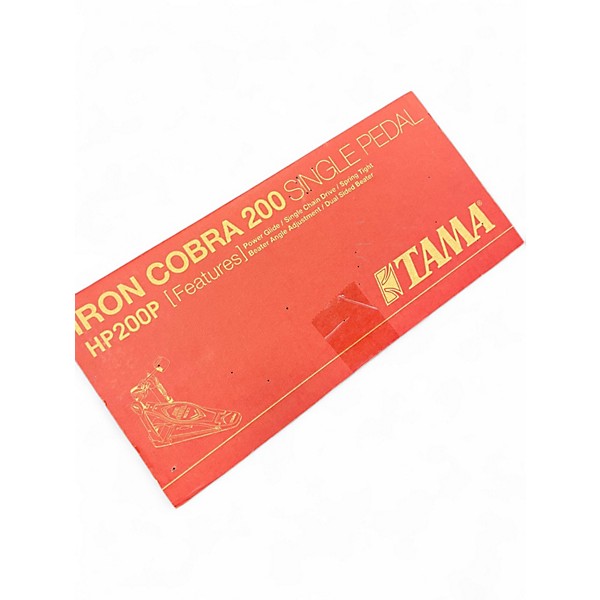 IRON COBRA 200 SINGLE PEDAL
HP200P [Features] Power Glide / Single Chain Drive / Spring Tight
Beater Angle Adjustment / Dual Sided Beater
TAMA